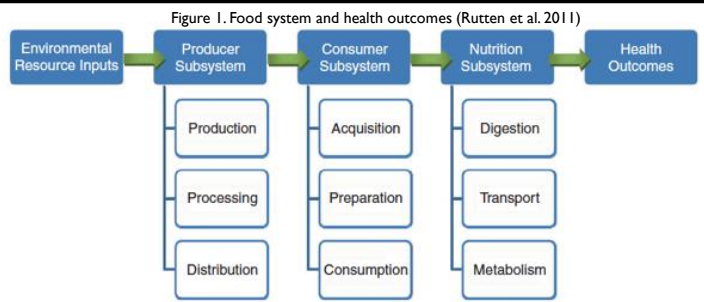 Figure 1. Food system and health outcomes (Rutten et al. 2011)
Environmental
Resource Inputs
Producer
Subsystem
Consumer
Subsystem
Nutrition
Subsystem
Health
Outcomes
Production
Acquisition
Digestion
Processing
Preparation
Transport
Distribution
Consumption
Metabolism